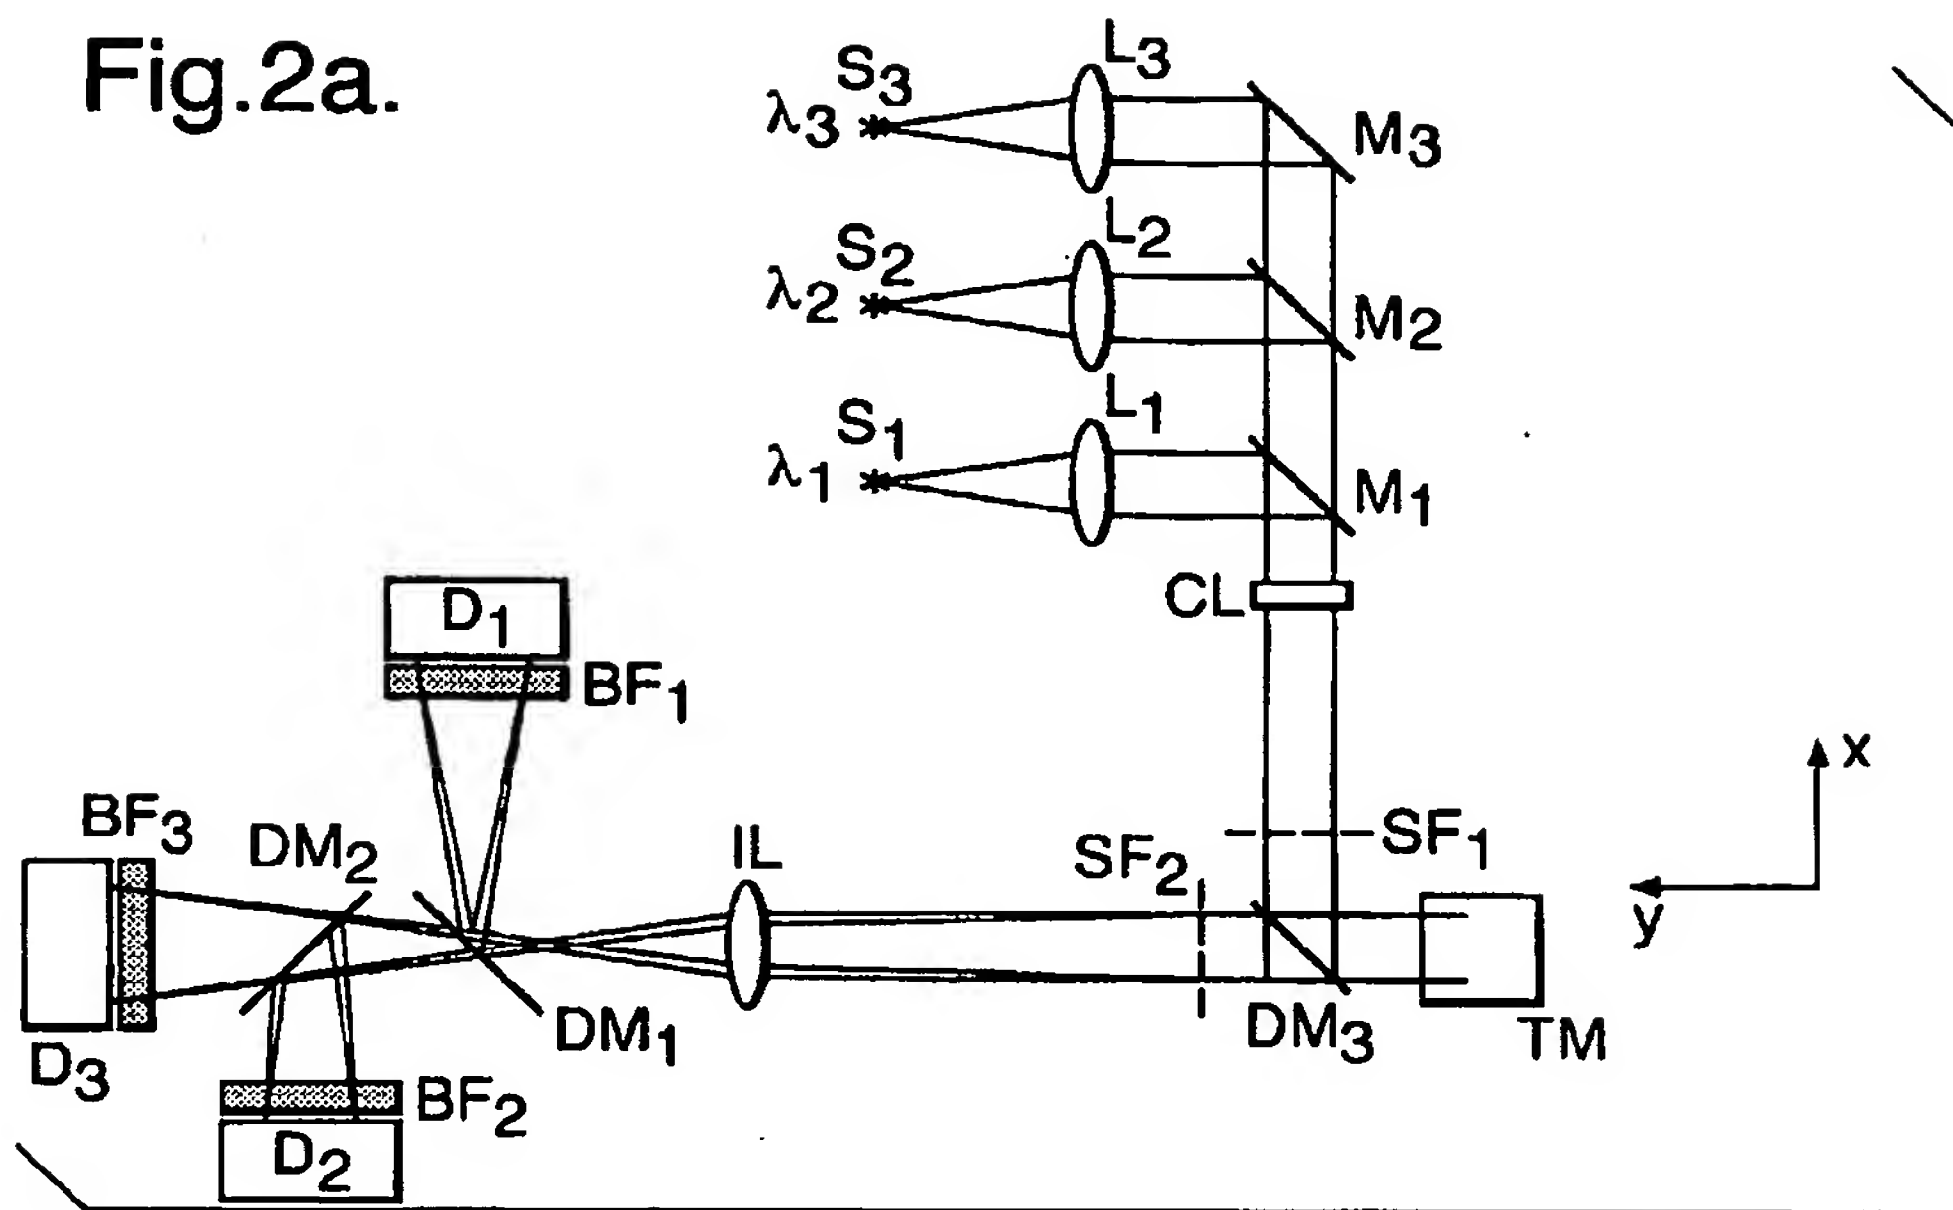 Fig.2a.
L3
S3
λ3
M3
L2
S2
λ2
M2
L1
S1
λ1
M1
CL
D1
BF1
BF3
DM2
IL
SF2
SF1
x
y
DM1
DM3
TM
D3
BF2
D2